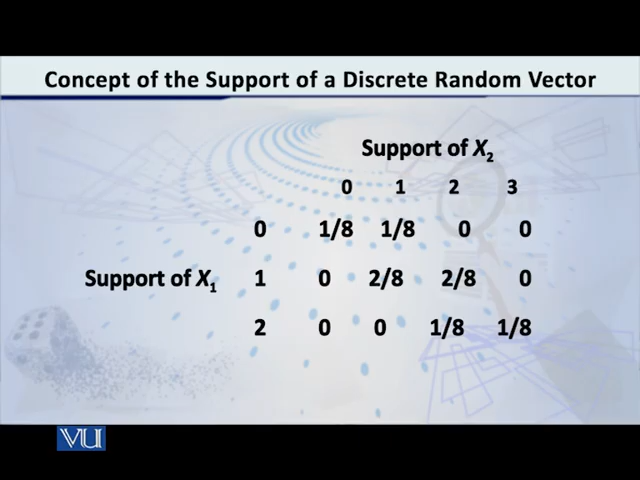 Concept of the Support of a Discrete Random Vector
Support of X₂
0 1 2 3
0 1/8 1/8 0 0
Support of X₁ 1 0 2/8 2/8 0
2 0 0 1/8 1/8
VU